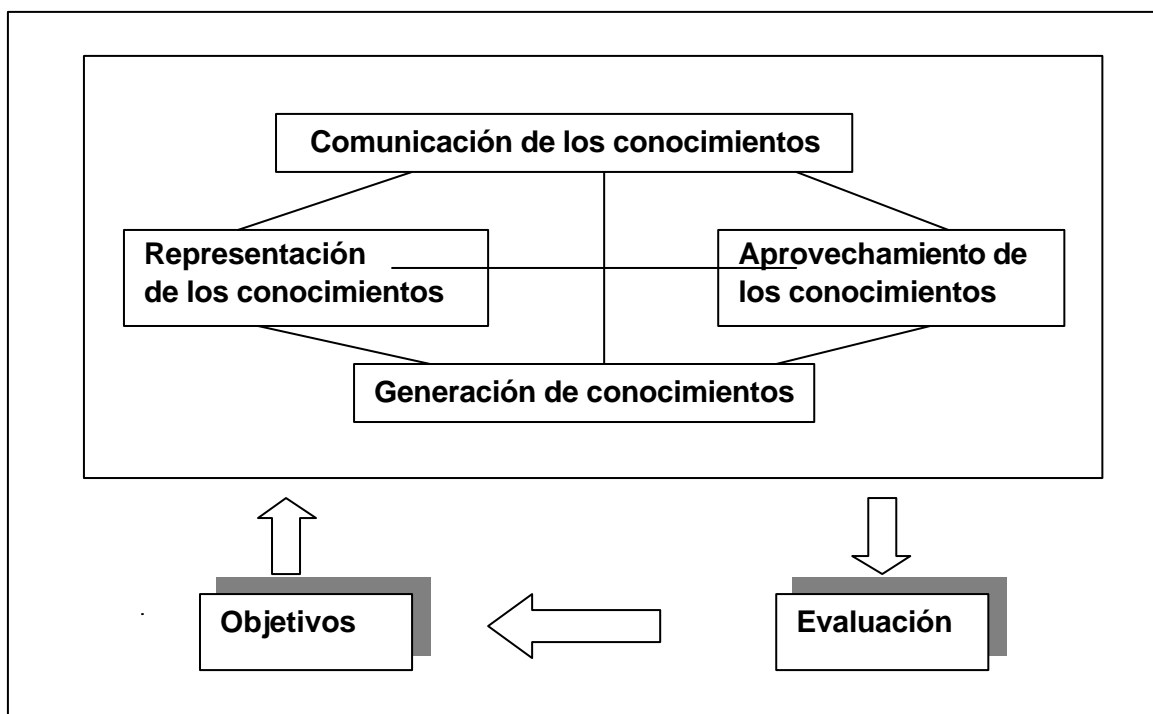 Comunicación de los conocimientos
Representación
de los conocimientos
Aprovechamiento de
los conocimientos
Generación de conocimientos
Objetivos
Evaluación